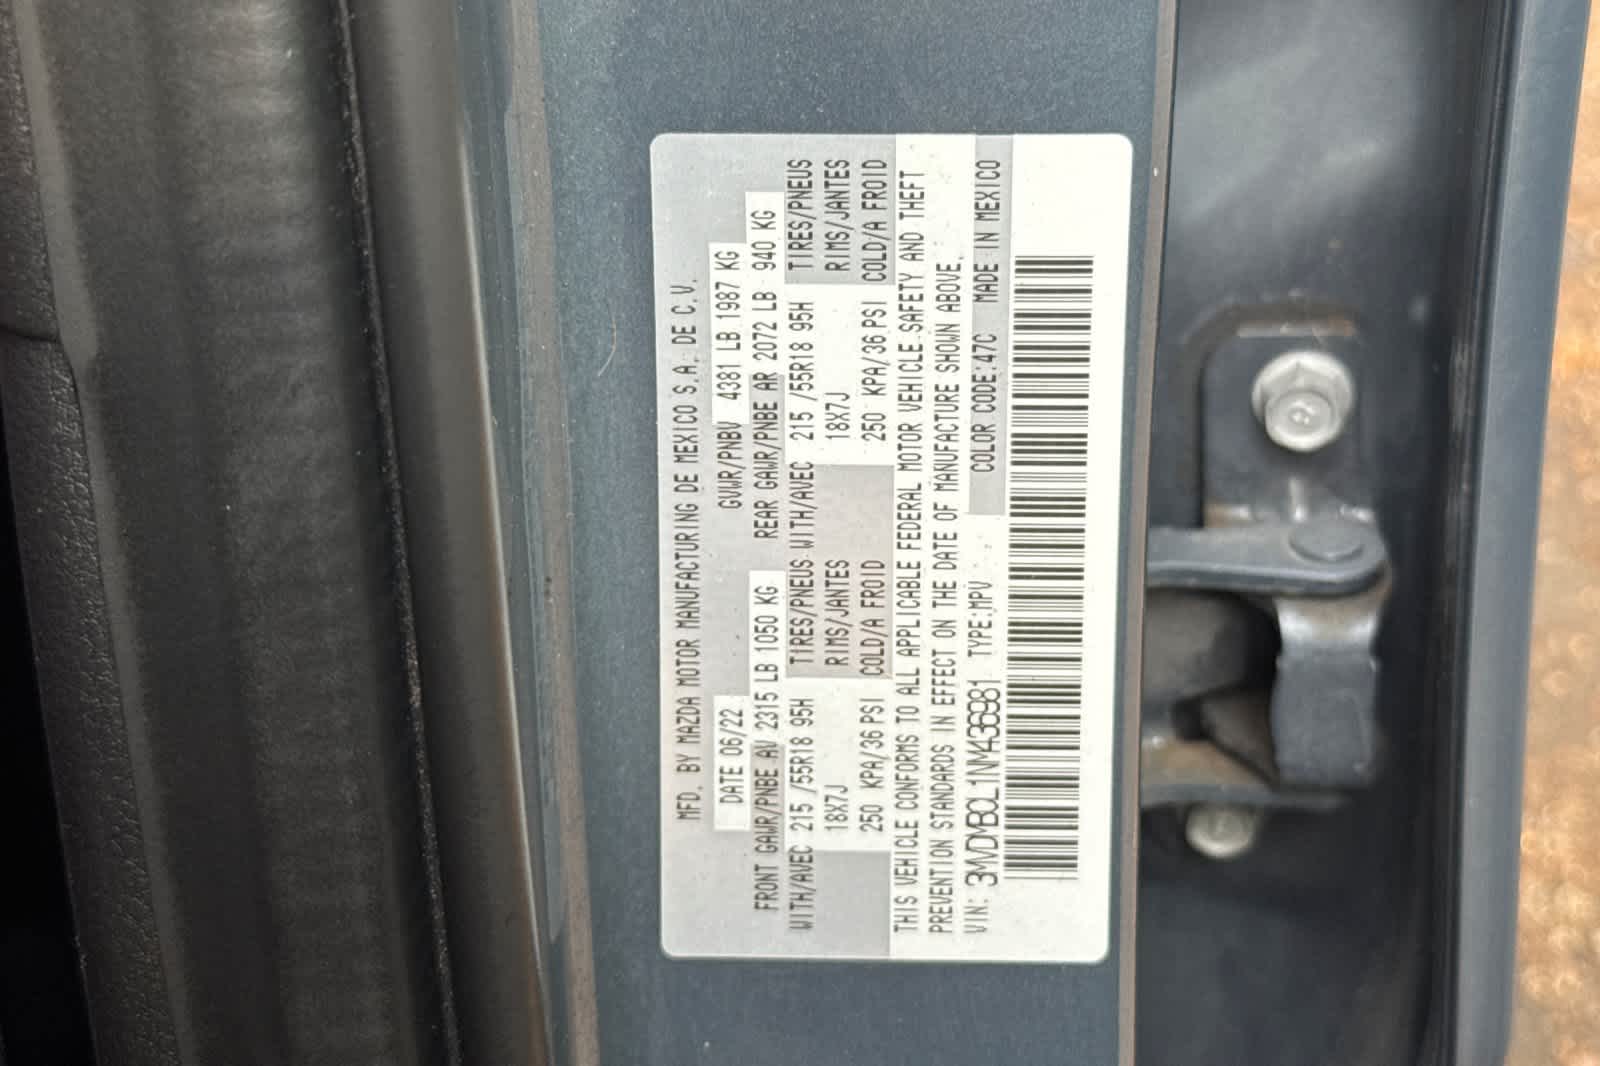 MFD. BY MAZDA MOTOR MANUFACTURING DE MEXICO S.A. DE C.V.
DATE 06/22 GVWR/PNBV 4381 LB 1987 KG
FRONT GAWR/PNBE AV 2315 LB 1050 KG REAR GAWR/PNBE AR 2072 LB 940 KG
WITH/AVEC 215 /55R18 95H TIRES/PNEUS WITH/AVEC 215 /55R18 95H TIRES/PNEUS
18X7J RIMS/JANTES 18X7J RIMS/JANTES
250 KPA/36 PSI COLD/A FROID 250 KPA/36 PSI COLD/A FROID
THIS VEHICLE CONFORMS TO ALL APPLICABLE FEDERAL MOTOR VEHICLE SAFETY AND THEFT
PREVENTION STANDARDS IN EFFECT ON THE DATE OF MANUFACTURE SHOWN ABOVE.
VIN: 3MVDMBCL1NM436981 TYPE:MPV COLOR CODE:47C MADE IN MEXICO